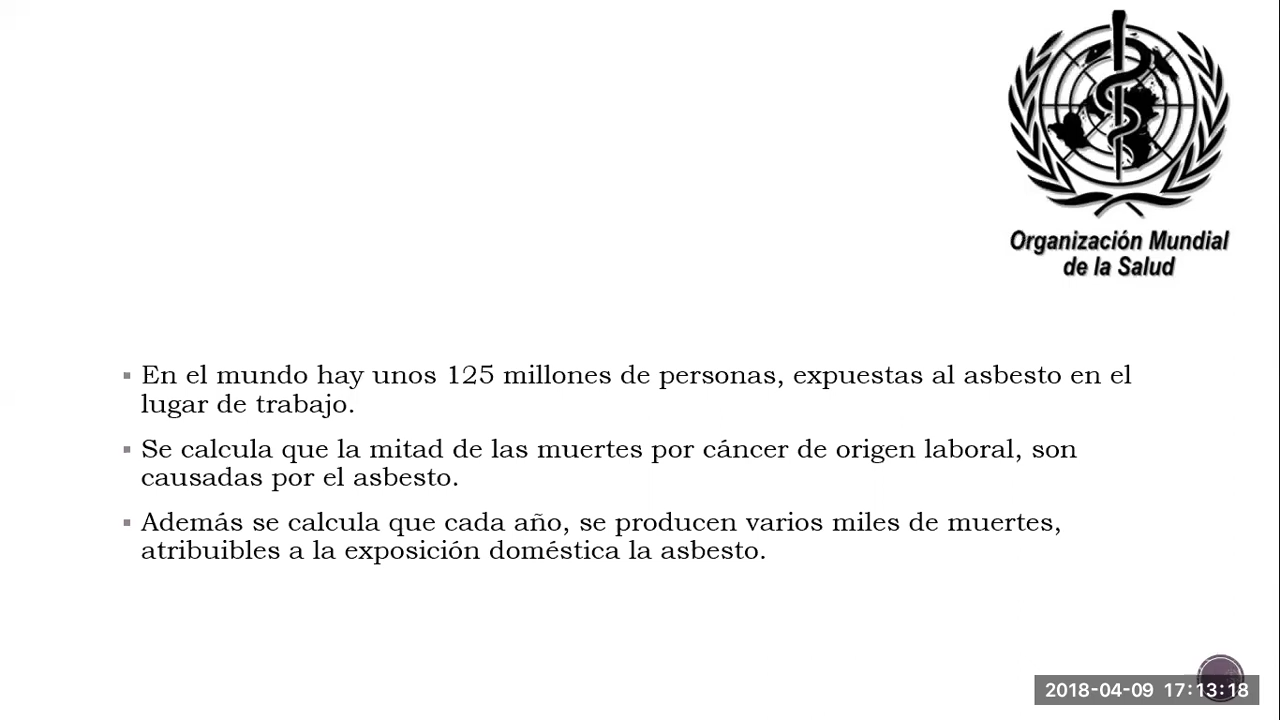 Organización Mundial
de la Salud
▪ En el mundo hay unos 125 millones de personas, expuestas al asbesto en el
lugar de trabajo.
▪ Se calcula que la mitad de las muertes por cáncer de origen laboral, son
causadas por el asbesto.
▪ Además se calcula que cada año, se producen varios miles de muertes,
atribuibles a la exposición doméstica la asbesto.
2018-04-09 17:13:18